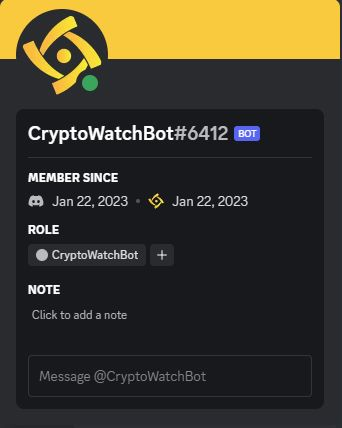 CryptoWatchBot#6412 BOT
MEMBER SINCE
Jan 22, 2023 • Jan 22, 2023
ROLE
CryptoWatchBot +
NOTE
Click to add a note
Message @CryptoWatchBot